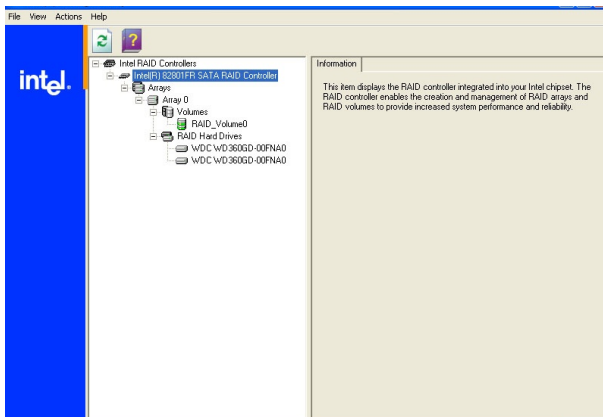 File View Actions Help
intel.
Intel RAID Controllers
Intel(R) 82801FR SATA RAID Controller
Arrays
Array 0
Volumes
RAID_Volume0
RAID Hard Drives
WDC WD360GD-00FNA0
WDC WD360GD-00FNA0
Information
This item displays the RAID controller integrated into your Intel chipset. The
RAID controller enables the creation and management of RAID arrays and
RAID volumes to provide increased system performance and reliability.